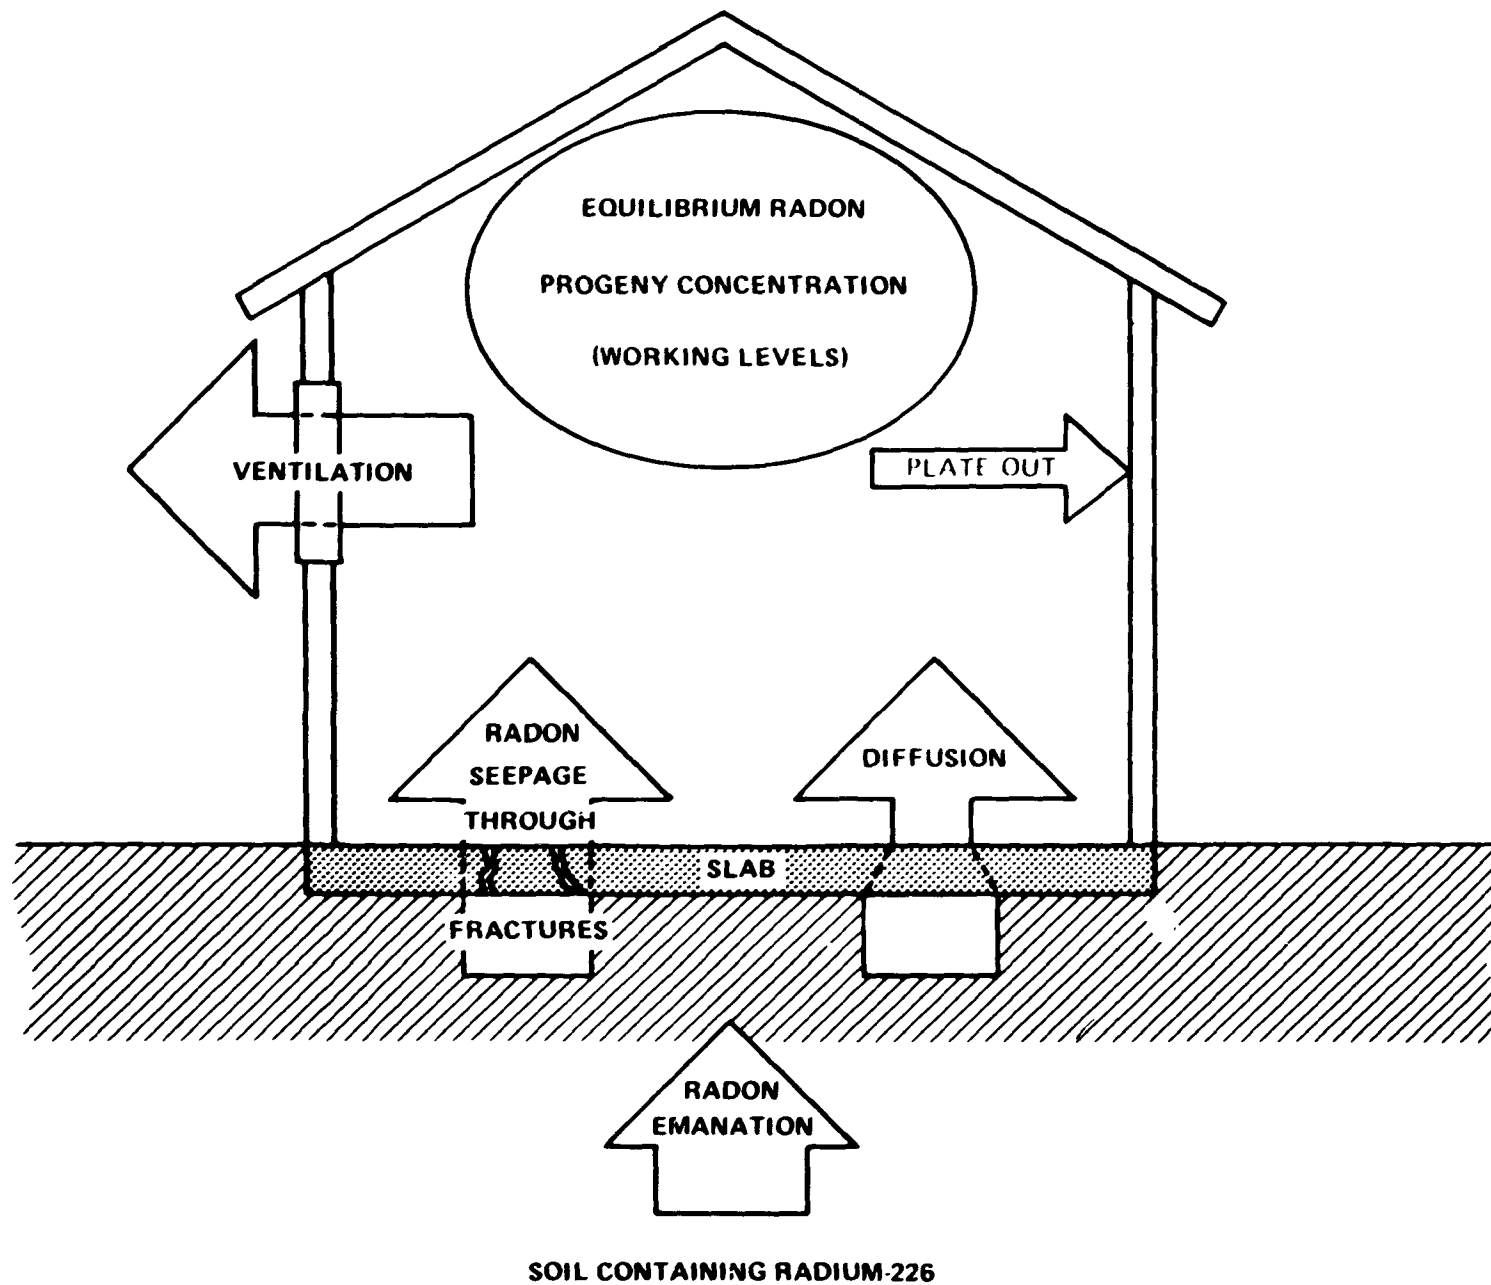 EQUILIBRIUM RADON
PROGENY CONCENTRATION
(WORKING LEVELS)
VENTILATION
PLATE OUT
RADON
SEEPAGE
THROUGH
FRACTURES
DIFFUSION
SLAB
RADON
EMANATION
SOIL CONTAINING RADIUM-226